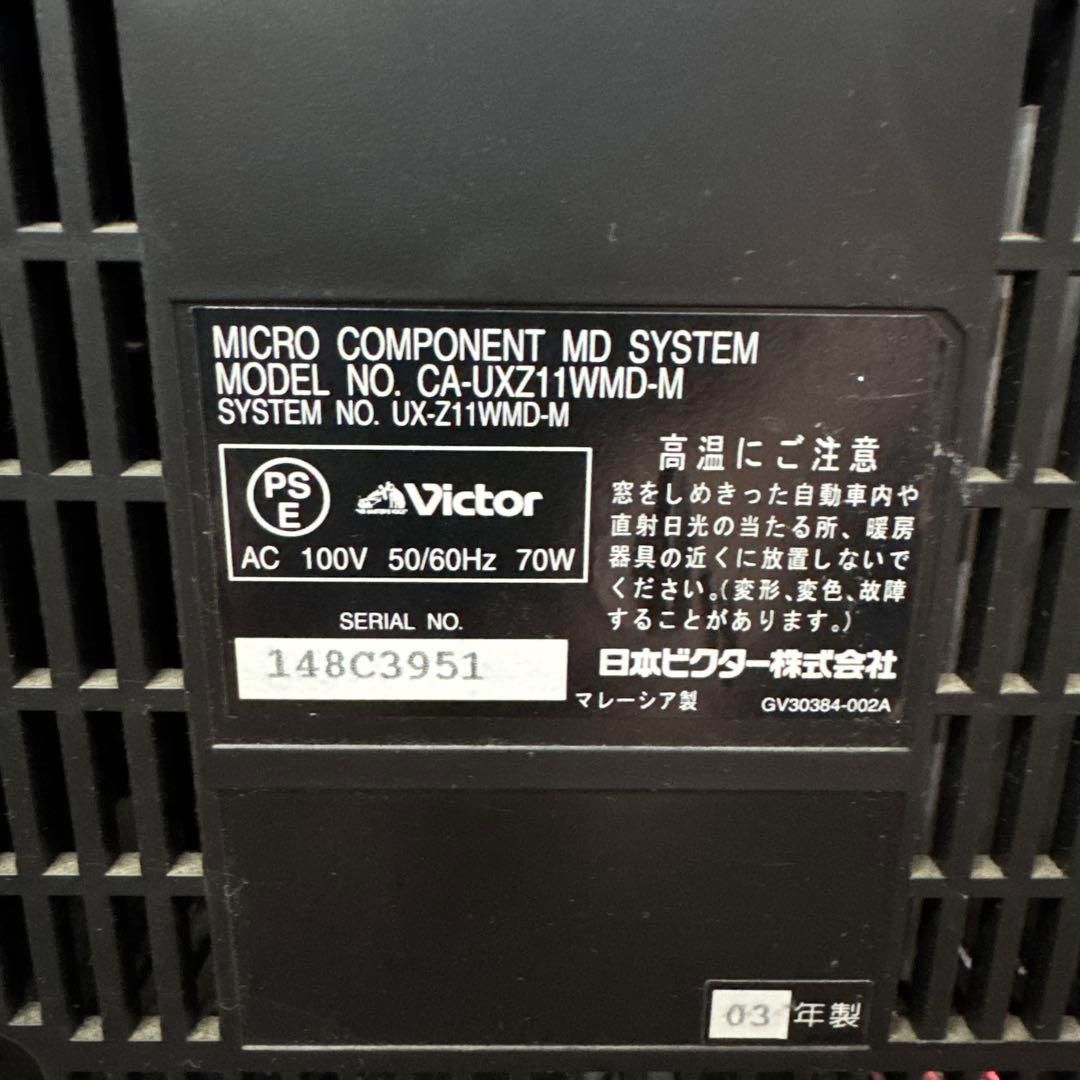 MICRO COMPONENT MD SYSTEM
MODEL NO. CA-UXZ11WMD-M
SYSTEM NO. UX-Z11WMD-M
PS
E
Victor
AC 100V 50/60Hz 70W
高温にご注意
窓をしめきった自動車内や
直射日光の当たる所、暖房
器具の近くに放置しないで
ください。(変形、変色、故障
することがあります。)
SERIAL NO.
148C3951
日本ビクター株式会社
マレーシア製
GV30384-002A
03年製